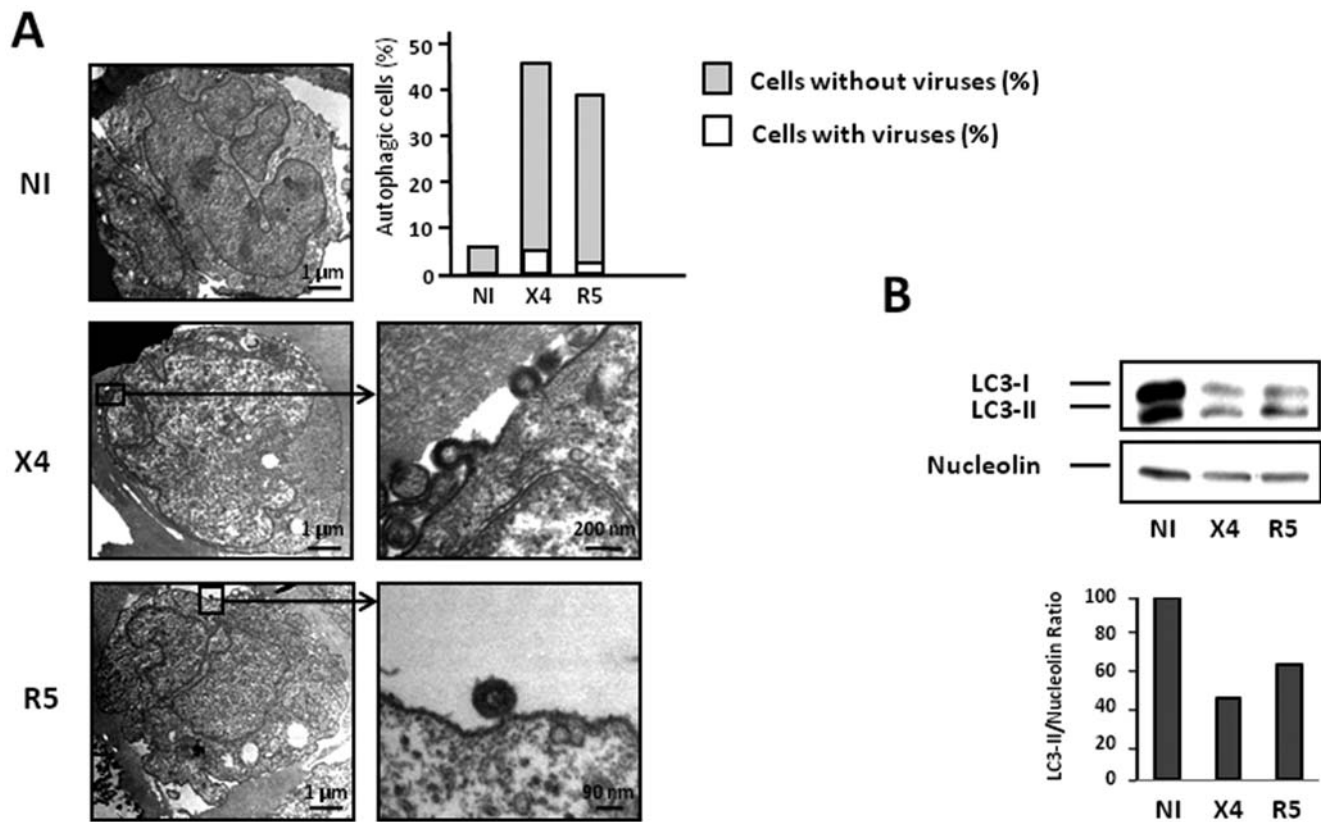 A
NI
1 µm
Autophagic cells (%)
50
40
30
40
10
0
NI X4 R5
Cells without viruses (%)
Cells with viruses (%)
X4
1 µm
200 nm
R5
1 µm
90 nm
B
LC3-I
LC3-II
Nucleolin
NI X4 R5
LC3-II/Nucleolin Ratio
100
80
60
40
20
0
NI X4 R5